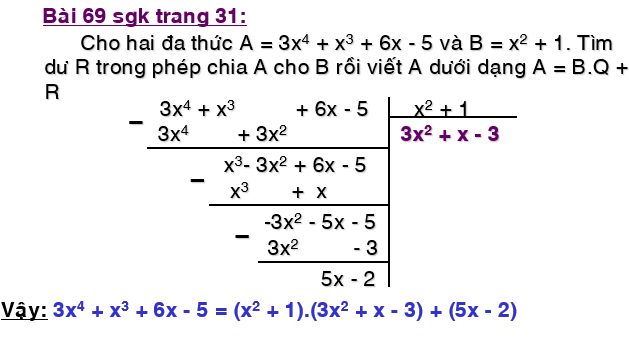 Bài 69 sgk trang 31:
Cho hai đa thức A = 3x⁴ + x³ + 6x - 5 và B = x² + 1. Tìm
dư R trong phép chia A cho B rồi viết A dưới dạng A = B.Q +
R
− 3x⁴ + x³ + 6x - 5 x² + 1
3x⁴ + 3x² 3x² + x - 3
− x³- 3x² + 6x - 5
x³ + x
− -3x² - 5x - 5
3x² - 3
5x - 2
Vậy: 3x⁴ + x³ + 6x - 5 = (x² + 1).(3x² + x - 3) + (5x - 2)